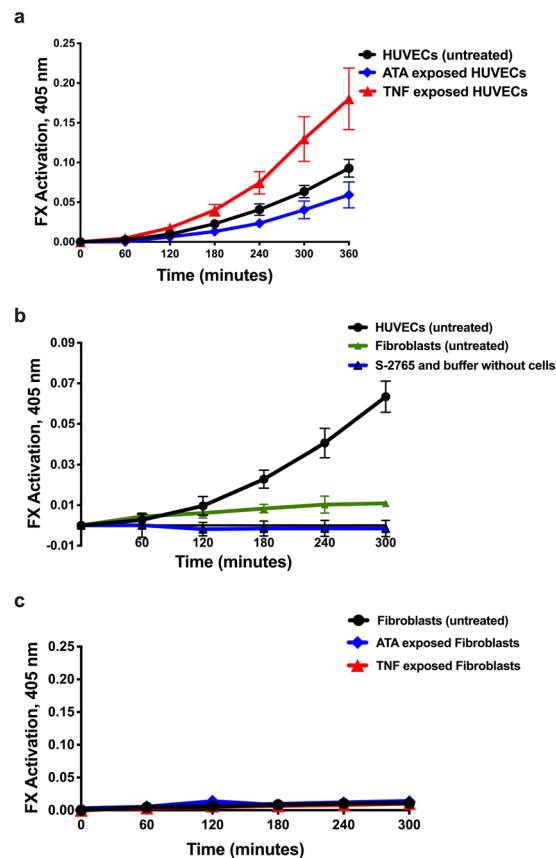 a
0.25
0.20
0.15
0.10
0.05
0.00
FX Activation, 405 nm
HUVECs (untreated)
ATA exposed HUVECs
TNF exposed HUVECs
0 60 120 180 240 300 360
Time (minutes)
b
0.09
0.07
0.05
0.03
0.01
-0.01
FX Activation, 405 nm
HUVECs (untreated)
Fibroblasts (untreated)
S-2765 and buffer without cells
60 120 180 240 300
Time (minutes)
c
0.25
0.20
0.15
0.10
0.05
0.00
FX Activation, 405 nm
Fibroblasts (untreated)
ATA exposed Fibroblasts
TNF exposed Fibroblasts
0 60 120 180 240 300
Time (minutes)